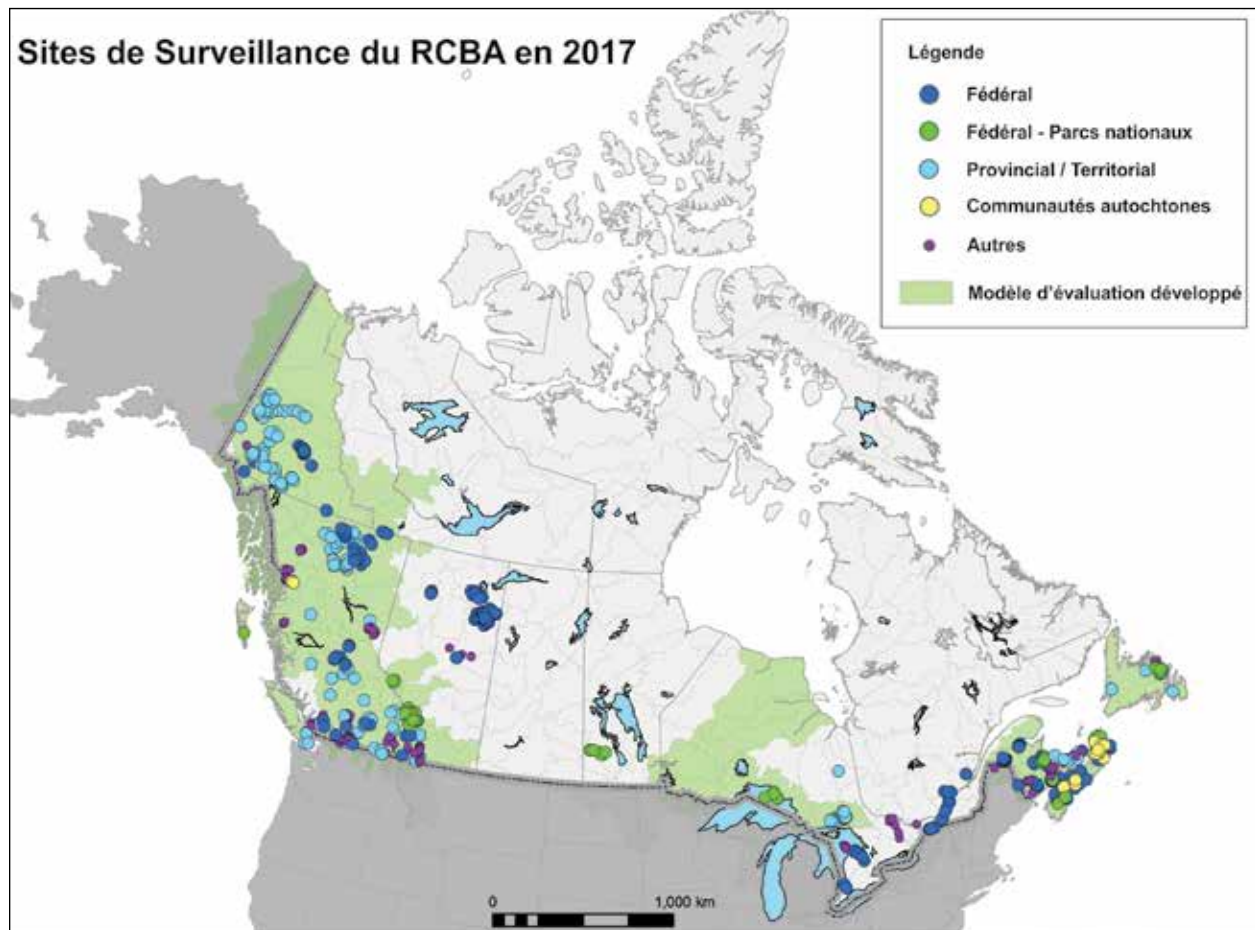 Sites de Surveillance du RCBA en 2017
Légende
Fédéral
Fédéral - Parcs nationaux
Provincial / Territorial
Communautés autochtones
Autres
Modèle d'évaluation développé
0 1,000 km